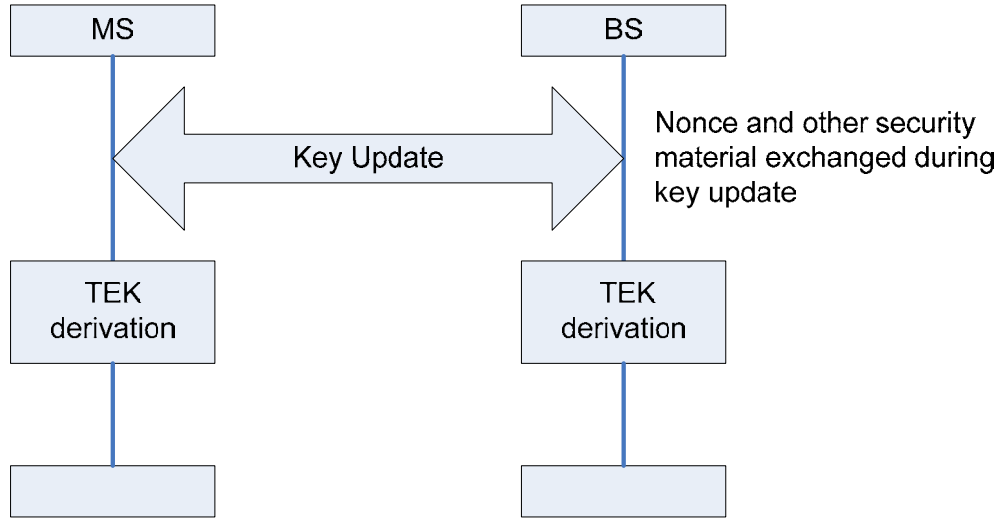 MS
BS
Key Update
Nonce and other security
material exchanged during
key update
TEK
derivation
TEK
derivation